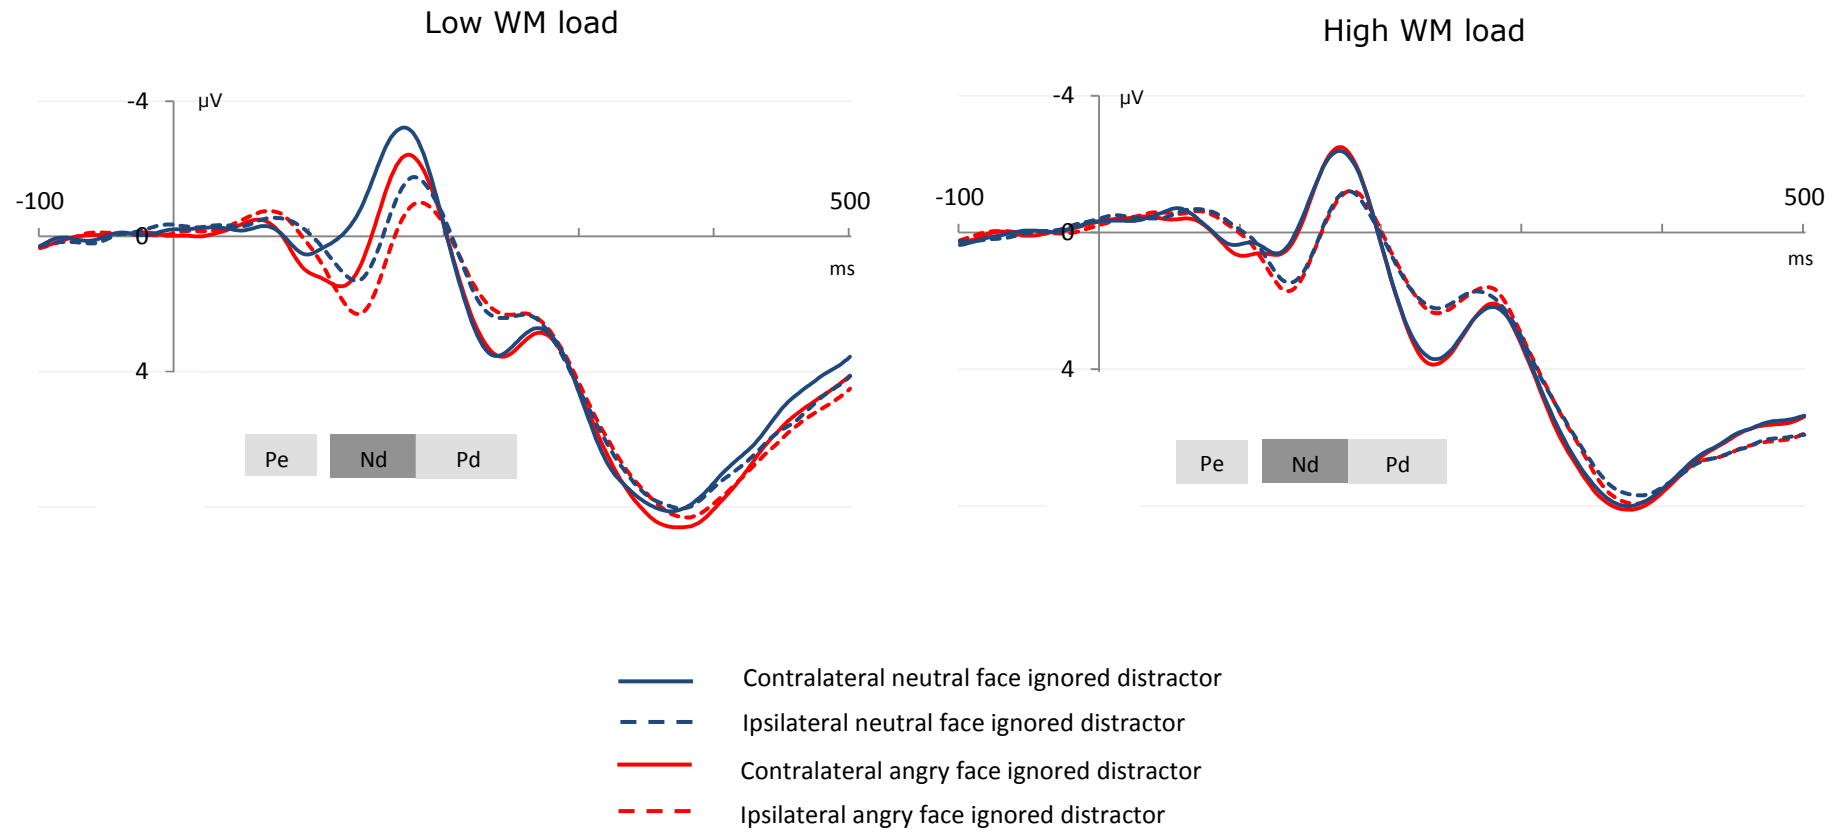 Low WM load
High WM load
-4
µV
-100
0
500
ms
4
Pe
Nd
Pd
-4
µV
-100
0
500
ms
4
Pe
Nd
Pd
Contralateral neutral face ignored distractor
Ipsilateral neutral face ignored distractor
Contralateral angry face ignored distractor
Ipsilateral angry face ignored distractor